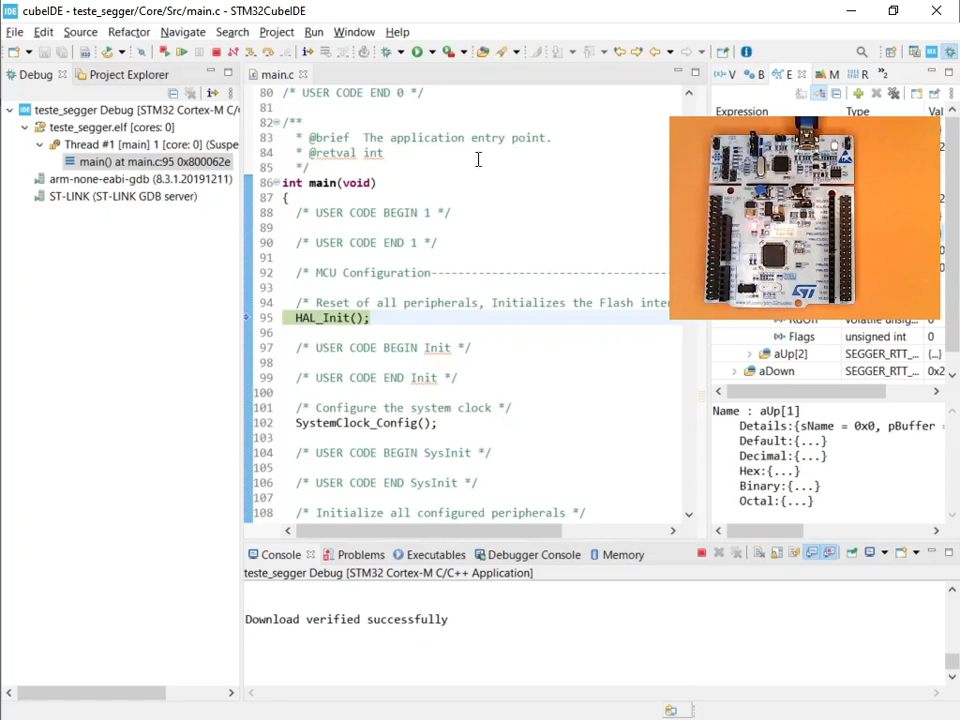 cubeIDE - teste_segger/Core/Src/main.c - STM32CubeIDE
File Edit Source Refactor Navigate Search Project Run Window Help
Debug Project Explorer
teste_segger Debug [STM32 Cortex-M C/C+
teste_segger.elf [cores: 0]
Thread #1 [main] 1 [core: 0] (Suspe
main() at main.c:95 0x800062e
arm-none-eabi-gdb (8.3.1.20191211)
ST-LINK (ST-LINK GDB server)
main.c
80 /* USER CODE END 0 */
81
82 /**
83 * @brief The application entry point.
84 * @retval int
85 */
86 int main(void)
87 {
88 /* USER CODE BEGIN 1 */
89
90 /* USER CODE END 1 */
91
92 /* MCU Configuration--------------------------------
93
94 /* Reset of all peripherals, Initializes the Flash inter
95 HAL_Init();
96
97 /* USER CODE BEGIN Init */
98
99 /* USER CODE END Init */
100
101 /* Configure the system clock */
102 SystemClock_Config();
103
104 /* USER CODE BEGIN SysInit */
105
106 /* USER CODE END SysInit */
107
108 /* Initialize all configured peripherals */
V B E M R 2
Expression Type Val
Flags unsigned int 0
aUp[2] SEGGER_RTT_... {...}
aDown SEGGER_RTT_... 0x2
Name : aUp[1]
Details:{sName = 0x0, pBuffer =
Default:{...}
Decimal:{...}
Hex:{...}
Binary:{...}
Octal:{...}
Console Problems Executables Debugger Console Memory
teste_segger Debug [STM32 Cortex-M C/C++ Application]
Download verified successfully